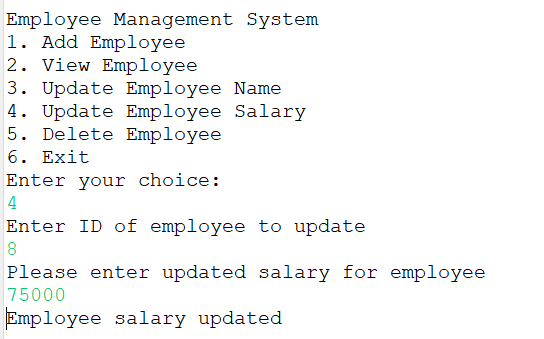 Employee Management System
1. Add Employee
2. View Employee
3. Update Employee Name
4. Update Employee Salary
5. Delete Employee
6. Exit
Enter your choice:
4
Enter ID of employee to update
8
Please enter updated salary for employee
75000
Employee salary updated